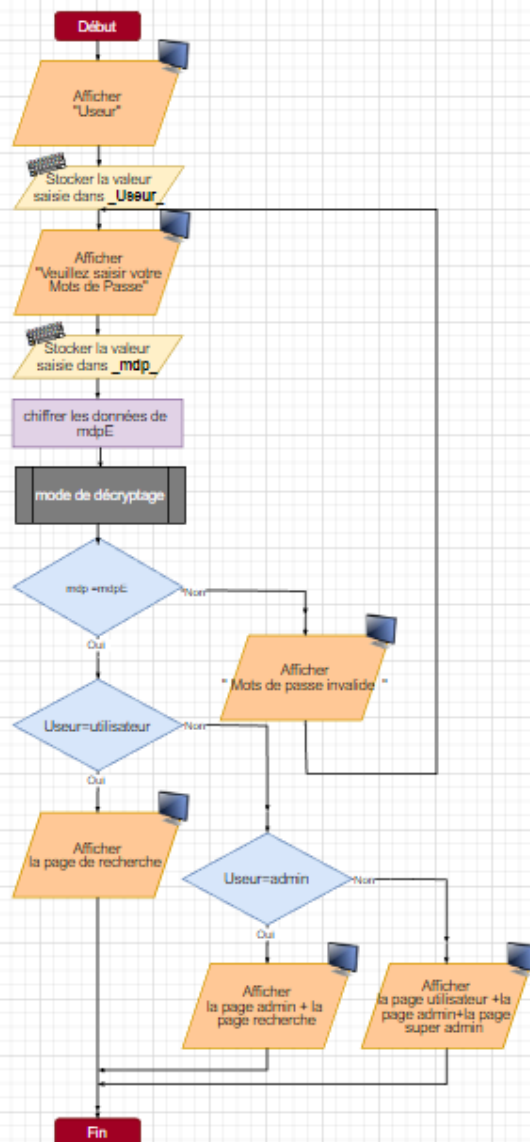 Début
Afficher
"Useur"
Stocker la valeur
saisie dans _Useur_
Afficher
"Veuillez saisir votre
Mots de Passe"
Stocker la valeur
saisie dans _mdp_
chiffrer les données de
mdpE
mode de décryptage
mdp =mdpE
Non
Oui
Afficher
" Mots de passe invalide "
Useur=utilisateur
Non
Oui
Afficher
la page de recherche
Useur=admin
Non
Oui
Afficher
la page admin + la
page recherche
Afficher
la page utilisateur +la
page admin+la page
super admin
Fin